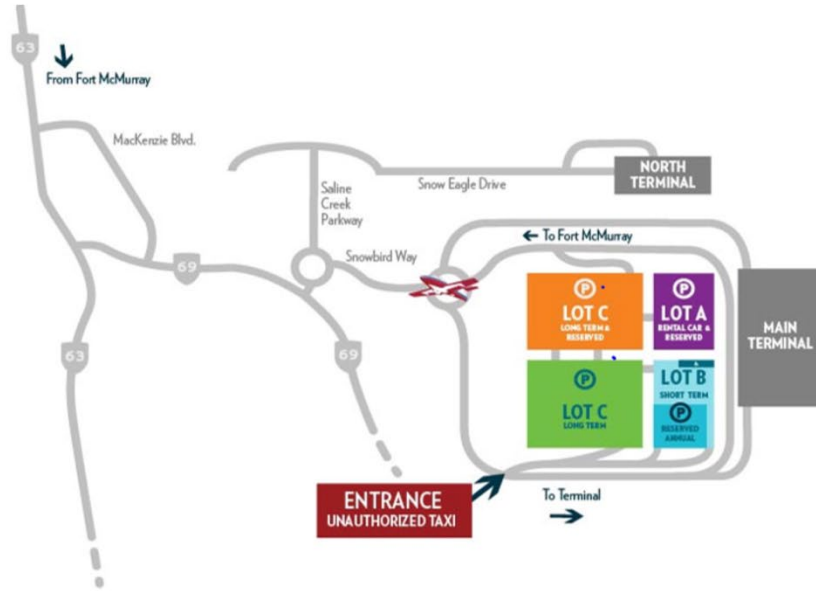 63
From Fort McMurray
MacKenzie Blvd.
Saline
Creek
Parkway
Snow Eagle Drive
NORTH
TERMINAL
To Fort McMurray
Snowbird Way
69
P
LOT C
LONG TERM &
RESERVED
P
LOT A
RENTAL CAR &
RESERVED
MAIN
TERMINAL
63
69
P
LOT C
LONG TERM
LOT B
SHORT TERM
P
RESERVED
ANNUAL
ENTRANCE
UNAUTHORIZED TAXI
To Terminal